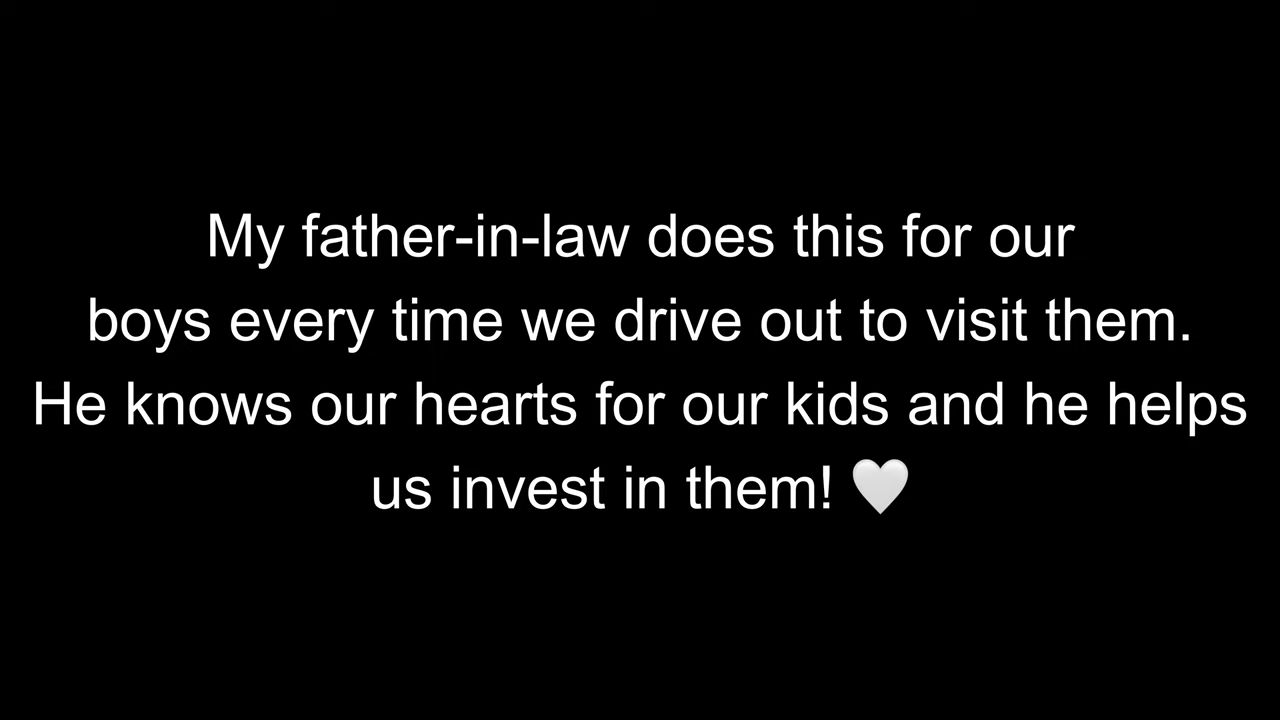 My father-in-law does this for our
boys every time we drive out to visit them.
He knows our hearts for our kids and he helps
us invest in them! 🤍